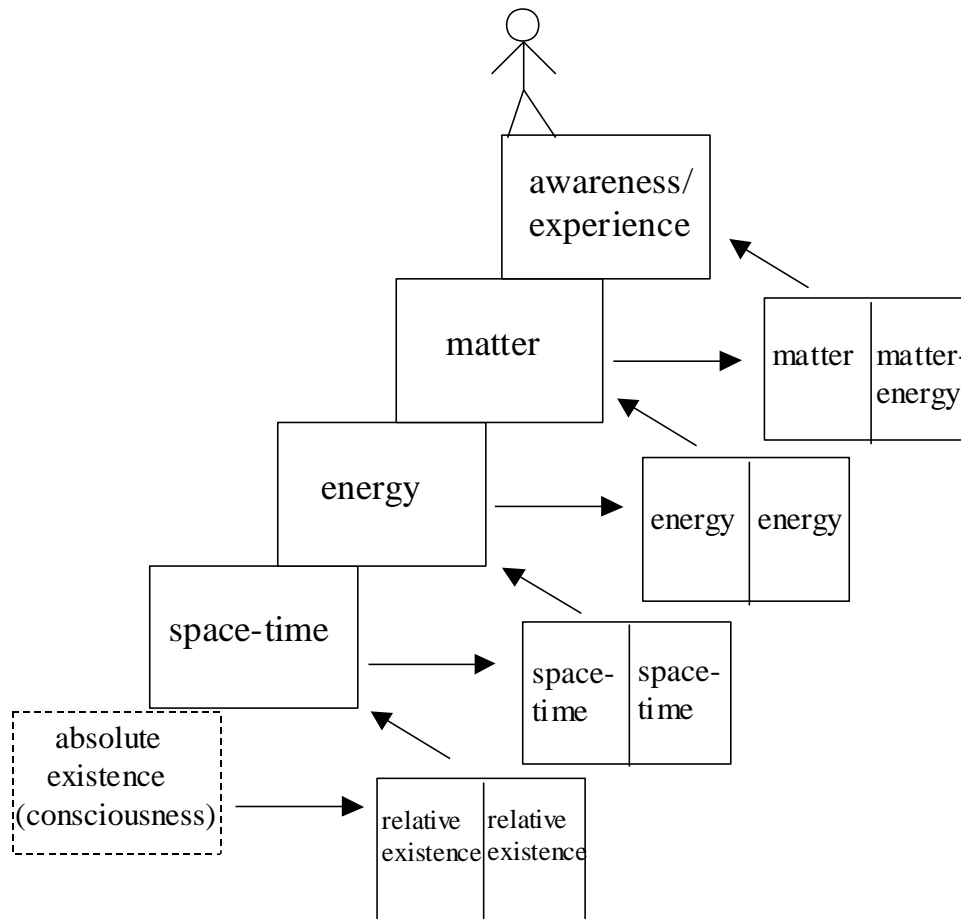 awareness/
experience
matter
matter
matter-
energy
energy
energy
energy
space-time
space-
time
space-
time
absolute
existence
(consciousness)
relative
existence
relative
existence